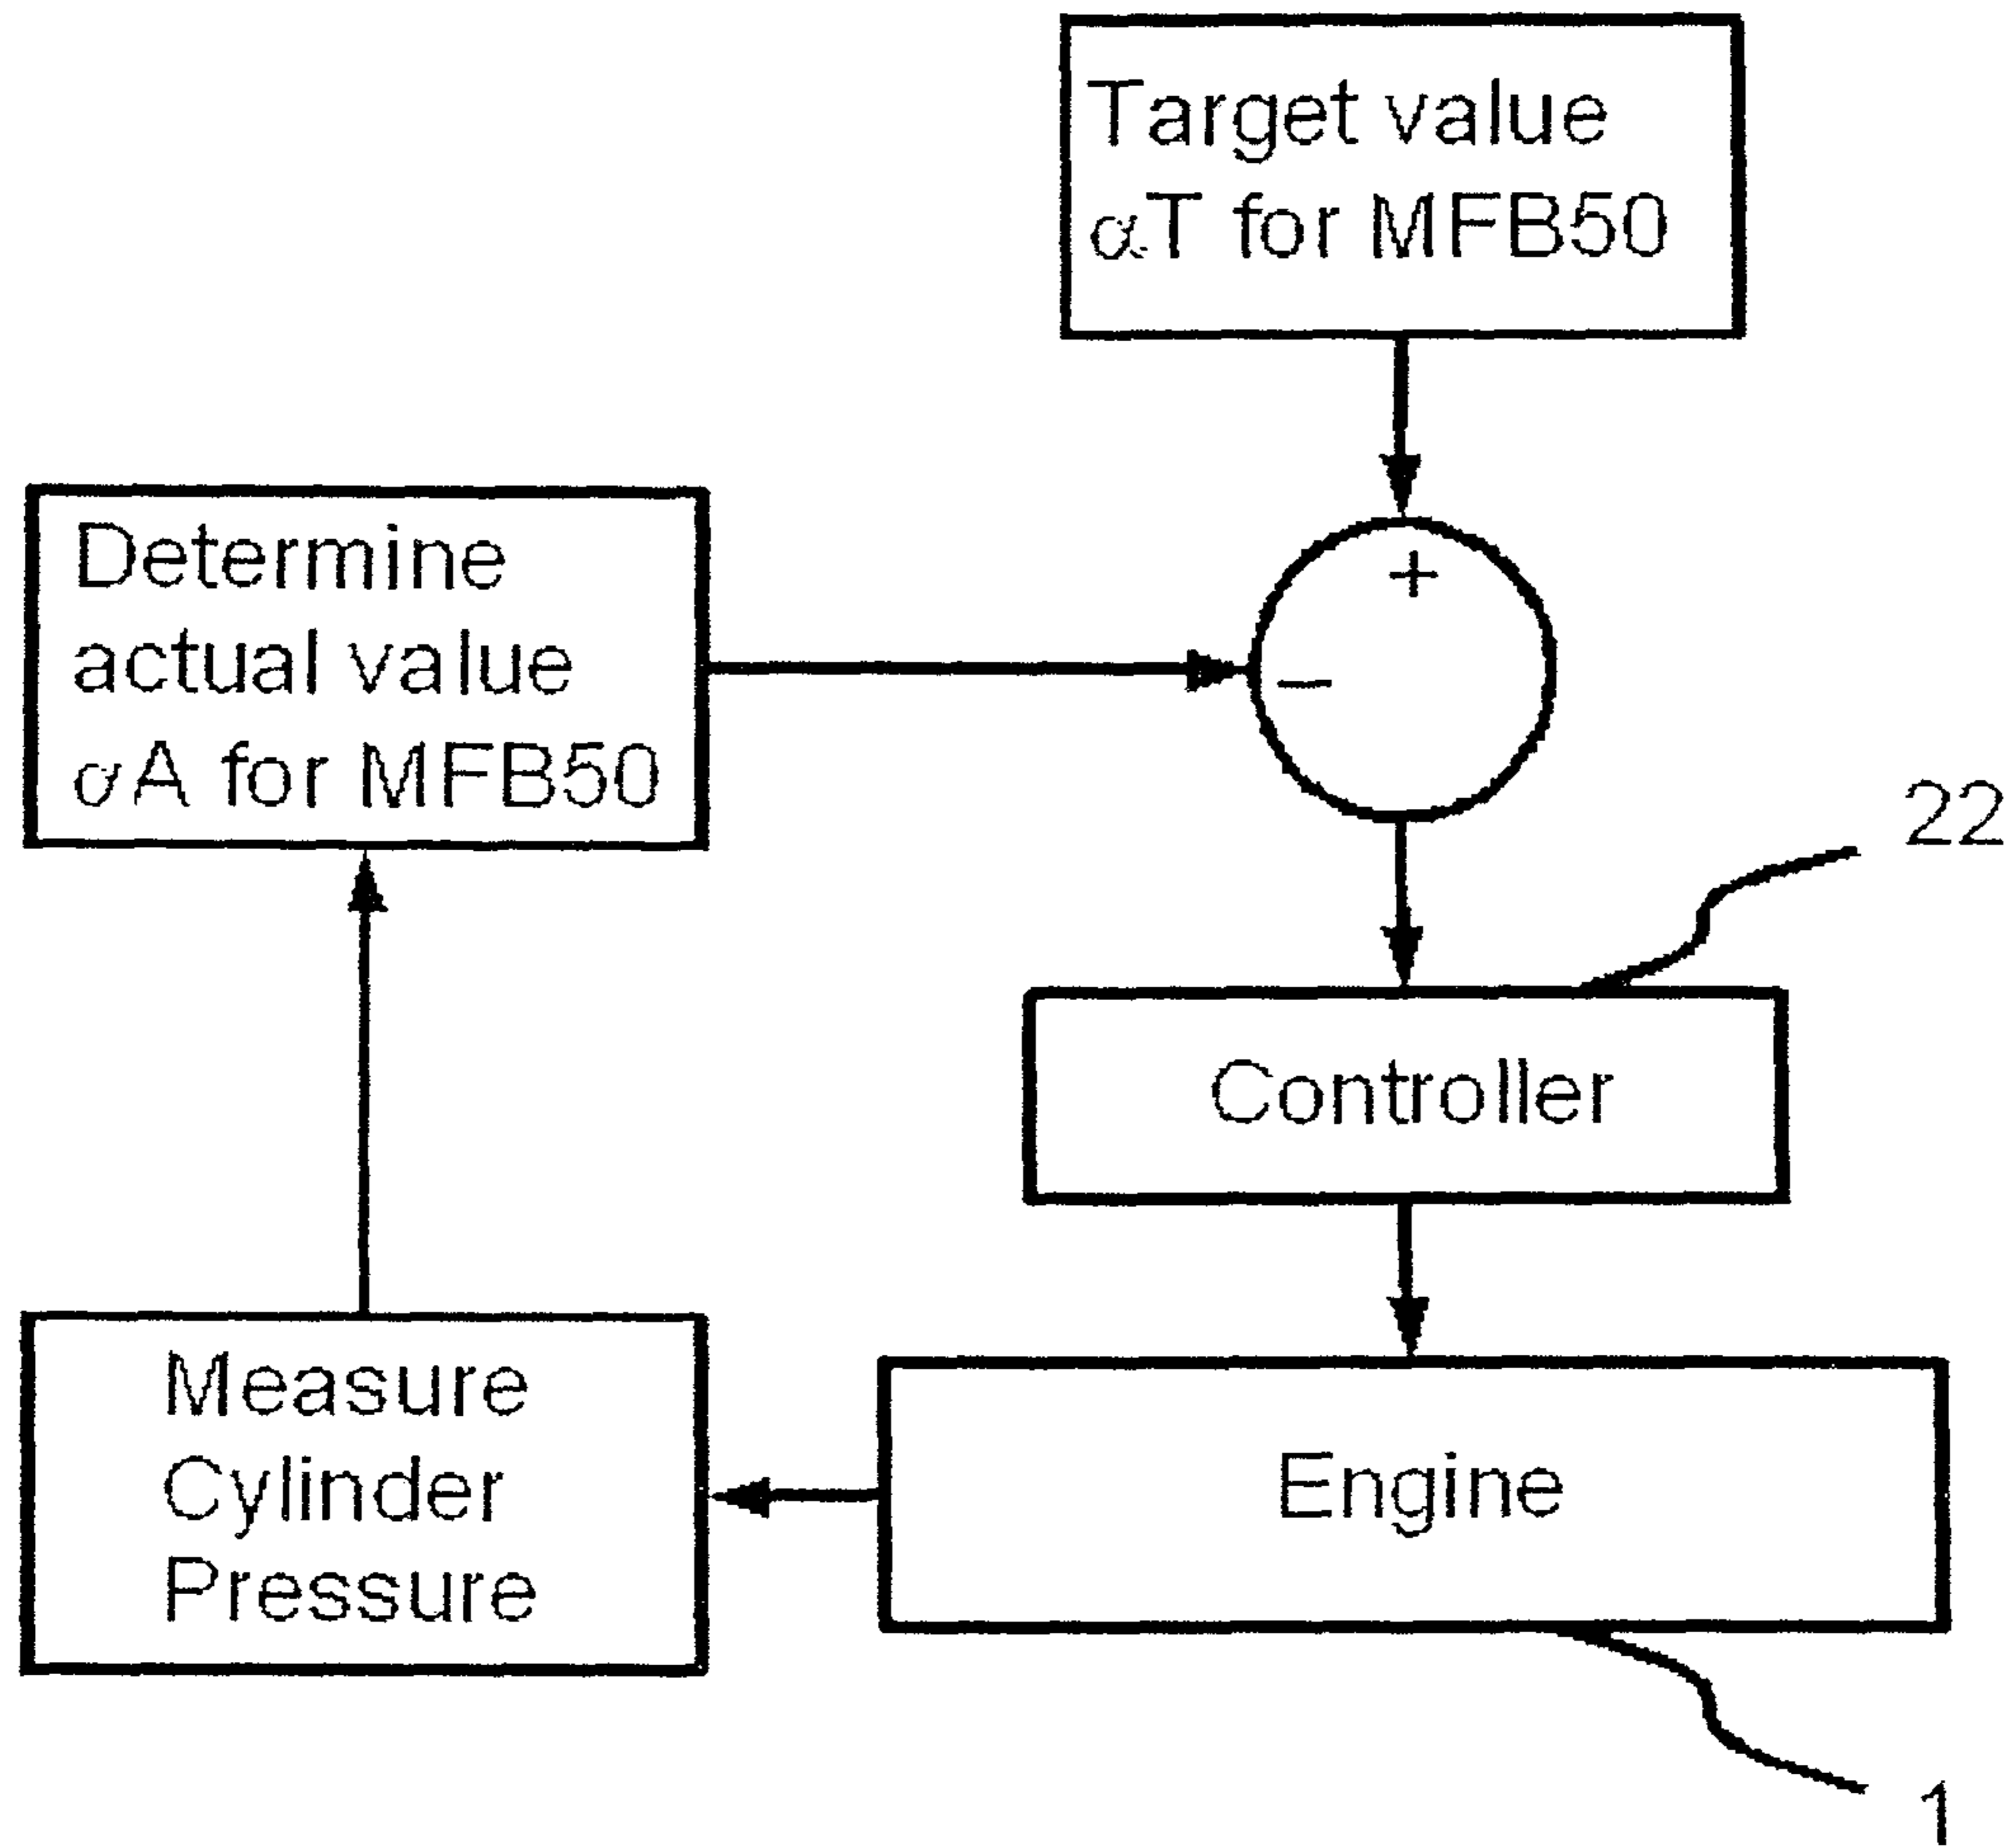 Target value
αT for MFB50
+
Determine
actual value
αA for MFB50
−
22
Controller
Measure
Cylinder
Pressure
Engine
1